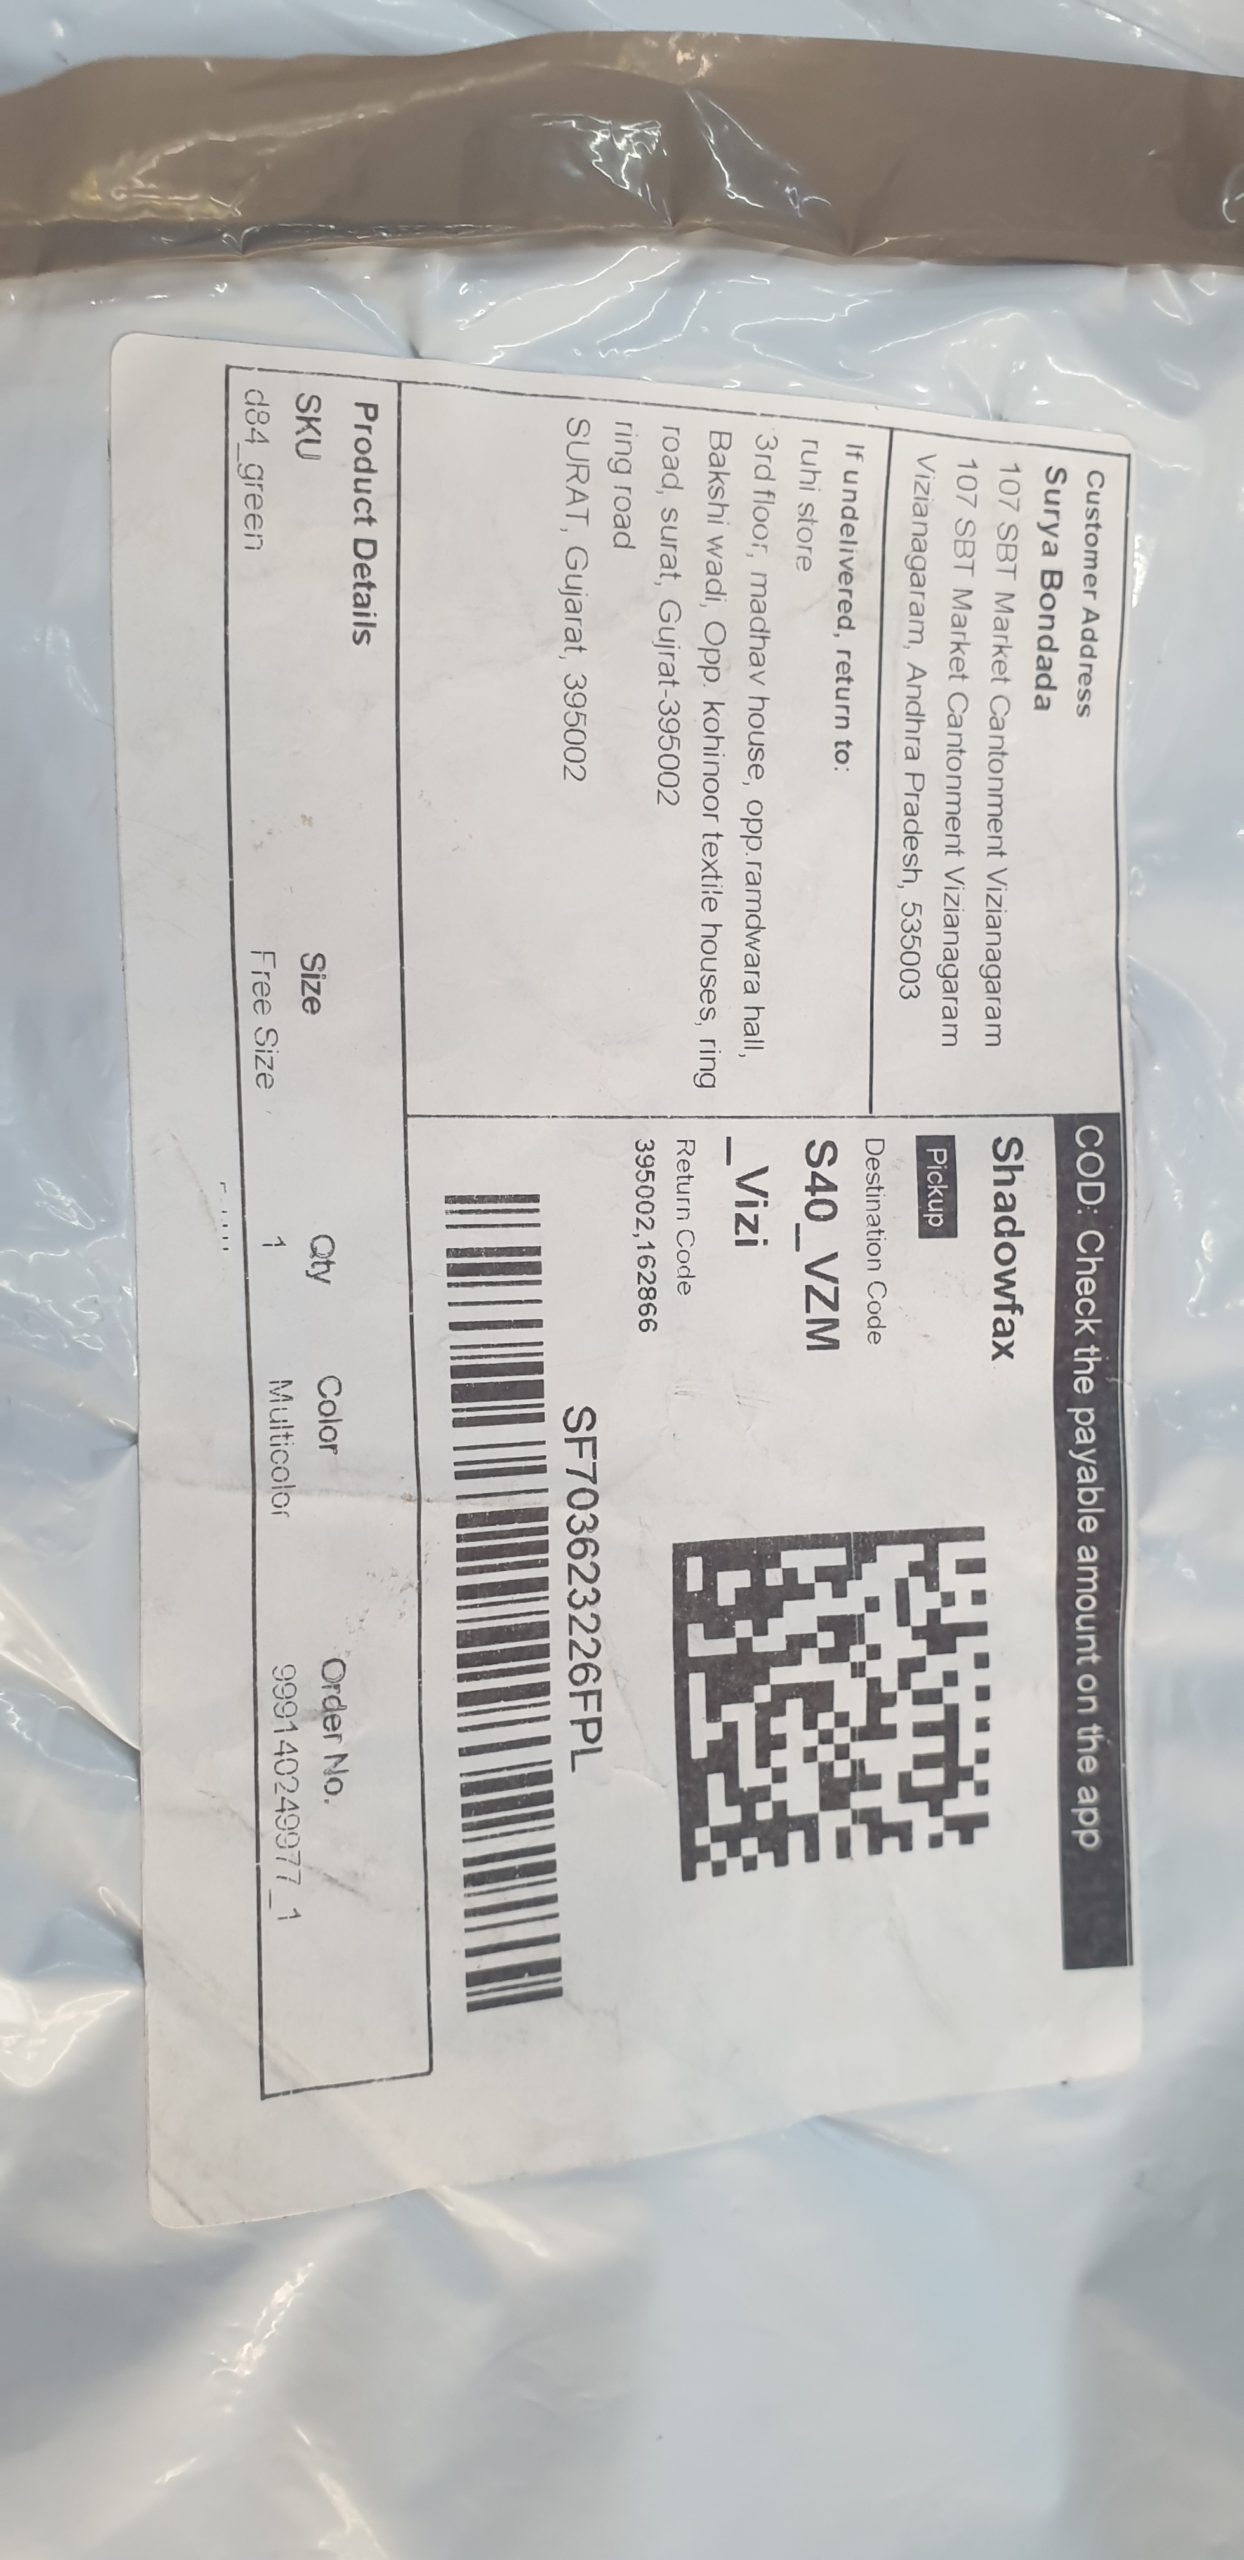 Customer Address
Surya Bondada
107 SBT Market Cantonment Vizianagaram
107 SBT Market Cantonment Vizianagaram
Vizianagaram, Andhra Pradesh, 535003
If undelivered, return to:
ruhi store
3rd floor, madhav house, opp.ramdwara hall,
Bakshi wadi, Opp. kohinoor textile houses, ring
road, surat, Gujrat-395002
ring road
SURAT, Gujarat, 395002
COD: Check the payable amount on the app
Shadowfax
Pickup
Destination Code
S40_VZM
_Vizi
Return Code
395002,162866
SF703623226FPL
Product Details
SKU Size Qty Color Order No.
d84_green Free Size 1 Multicolor 999140249977_1